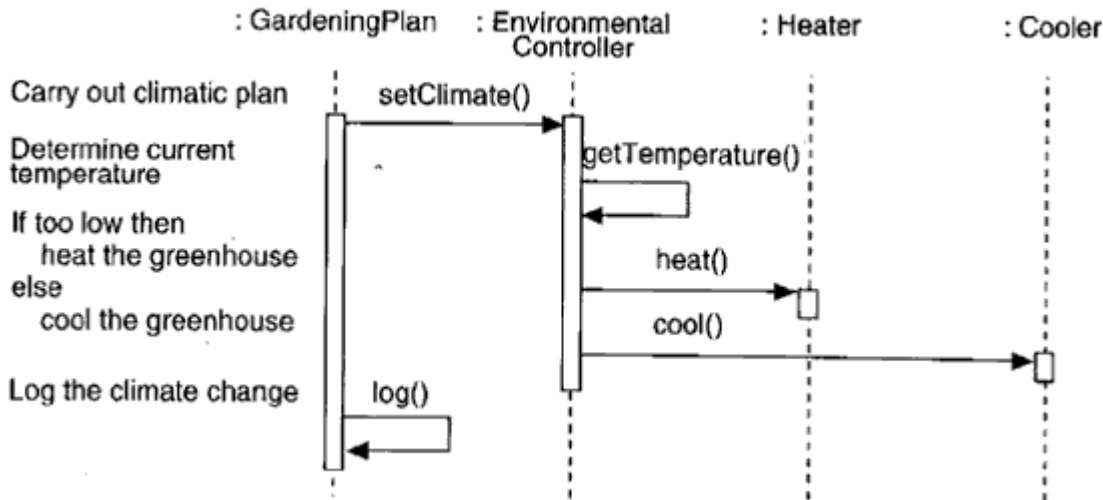 : GardeningPlan
: Environmental
Controller
: Heater
: Cooler
Carry out climatic plan
setClimate()
Determine current
temperature
getTemperature()
If too low then
heat the greenhouse
else
cool the greenhouse
heat()
cool()
Log the climate change
log()